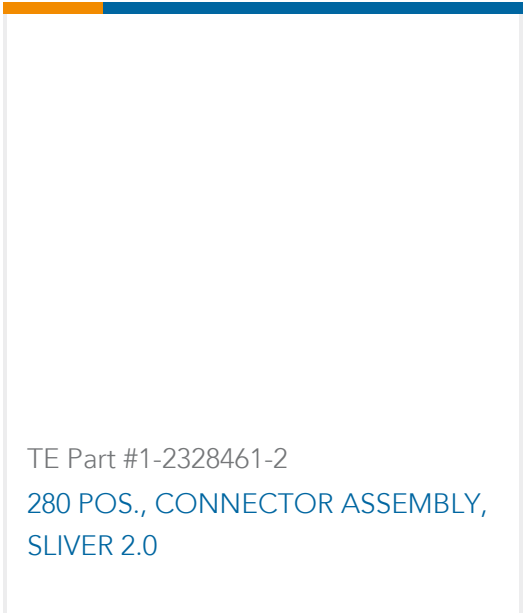 TE Part #1-2328461-2
280 POS., CONNECTOR ASSEMBLY,
SLIVER 2.0